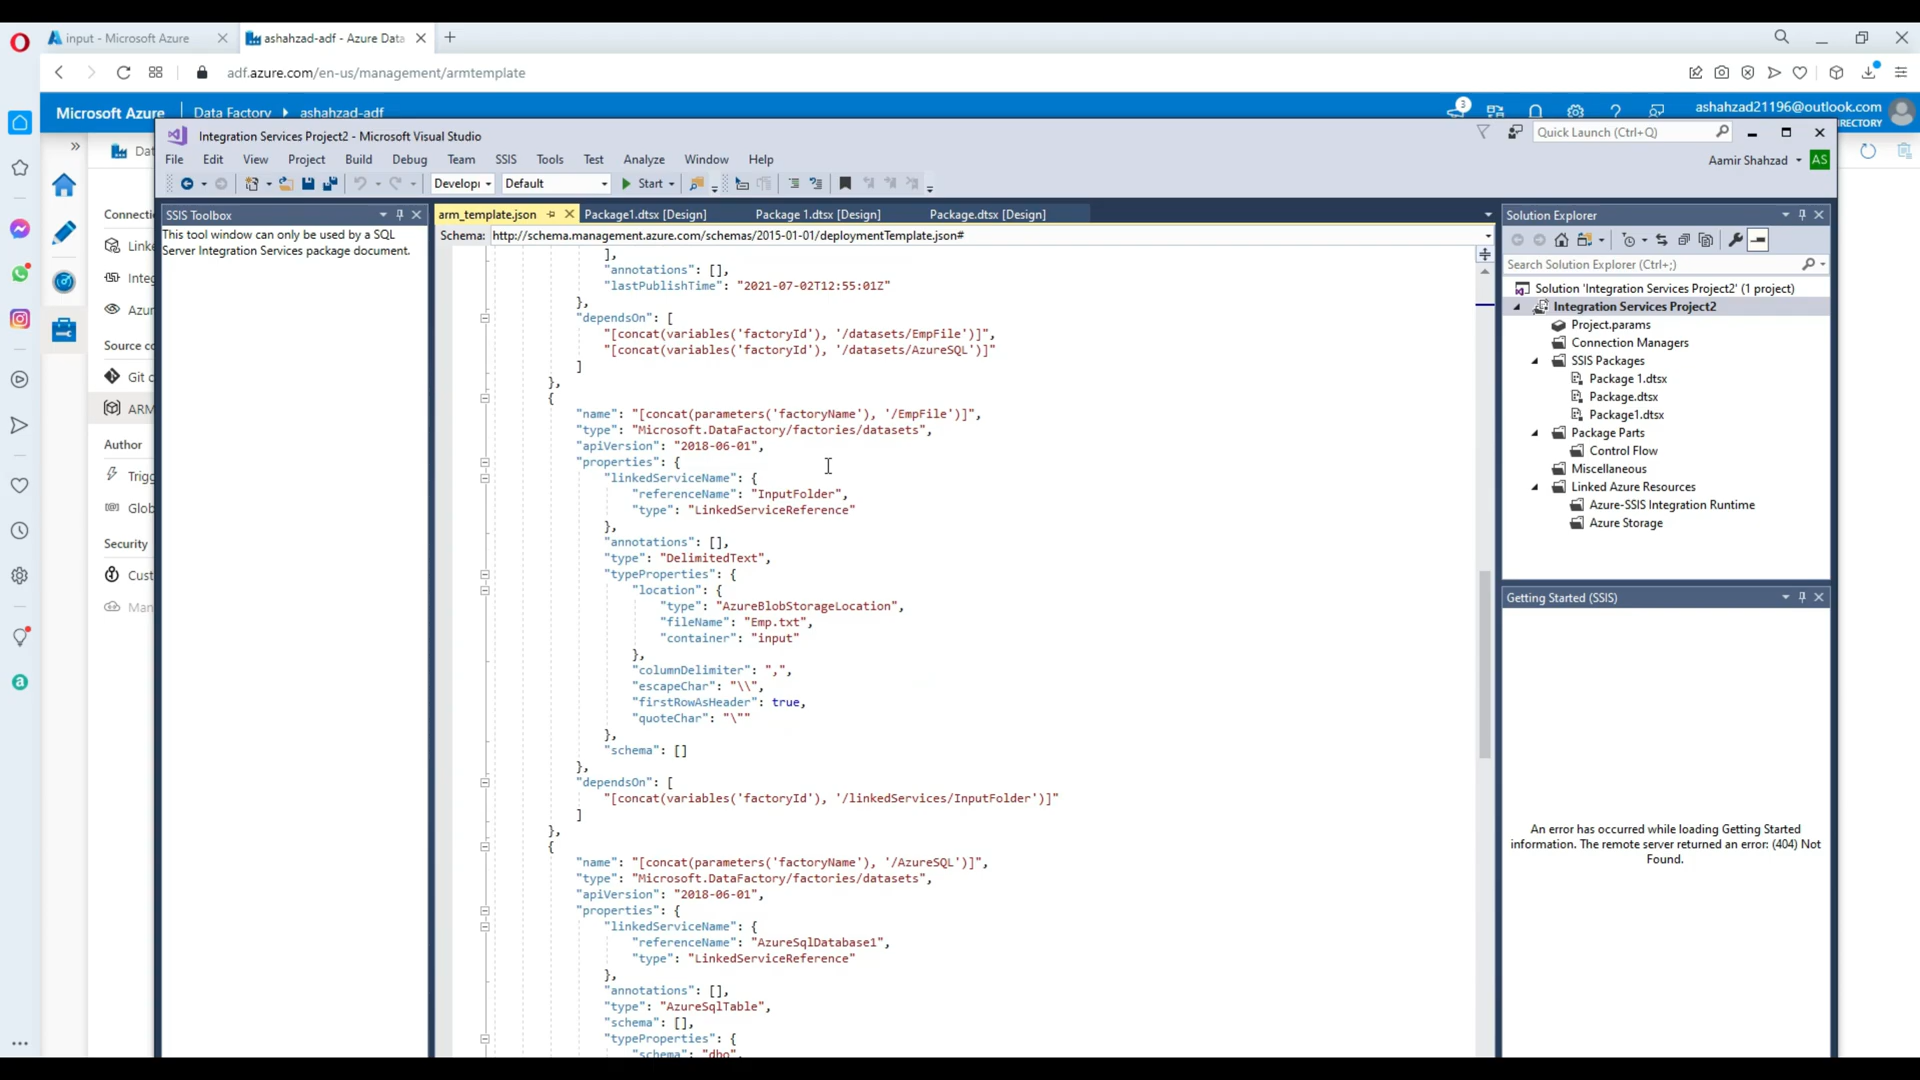 input - Microsoft Azure
ashahzad-adf - Azure Data
adf.azure.com/en-us/management/armtemplate
Microsoft Azure
Data Factory
ashahzad-adf
3
ashahzad21196@outlook.com
DIRECTORY
Integration Services Project2 - Microsoft Visual Studio
Quick Launch (Ctrl+Q)
File Edit View Project Build Debug Team SSIS Tools Test Analyze Window Help
Aamir Shahzad
AS
Developi
Default
Start
Dat
Connecti
Link
Integ
Azur
Source co
Git c
ARM
Author
Trigg
Glob
Security
Cust
Man
SSIS Toolbox
This tool window can only be used by a SQL
Server Integration Services package document.
arm_template.json
Package1.dtsx [Design]
Package 1.dtsx [Design]
Package.dtsx [Design]
Schema: http://schema.management.azure.com/schemas/2015-01-01/deploymentTemplate.json#
],
"annotations": [],
"lastPublishTime": "2021-07-02T12:55:01Z"
},
"dependsOn": [
"[concat(variables('factoryId'), '/datasets/EmpFile')]",
"[concat(variables('factoryId'), '/datasets/AzureSQL')]"
]
},
{
"name": "[concat(parameters('factoryName'), '/EmpFile')]",
"type": "Microsoft.DataFactory/factories/datasets",
"apiVersion": "2018-06-01",
"properties": {
"linkedServiceName": {
"referenceName": "InputFolder",
"type": "LinkedServiceReference"
},
"annotations": [],
"type": "DelimitedText",
"typeProperties": {
"location": {
"type": "AzureBlobStorageLocation",
"fileName": "Emp.txt",
"container": "input"
},
"columnDelimiter": ",",
"escapeChar": "\\",
"firstRowAsHeader": true,
"quoteChar": "\""
},
"schema": []
},
"dependsOn": [
"[concat(variables('factoryId'), '/linkedServices/InputFolder')]"
]
},
{
"name": "[concat(parameters('factoryName'), '/AzureSQL')]",
"type": "Microsoft.DataFactory/factories/datasets",
"apiVersion": "2018-06-01",
"properties": {
"linkedServiceName": {
"referenceName": "AzureSqlDatabase1",
"type": "LinkedServiceReference"
},
"annotations": [],
"type": "AzureSqlTable",
"schema": [],
"typeProperties": {
"schema": "dbo",
Solution Explorer
Search Solution Explorer (Ctrl+;)
Solution 'Integration Services Project2' (1 project)
Integration Services Project2
Project.params
Connection Managers
SSIS Packages
Package 1.dtsx
Package.dtsx
Package1.dtsx
Package Parts
Control Flow
Miscellaneous
Linked Azure Resources
Azure-SSIS Integration Runtime
Azure Storage
Getting Started (SSIS)
An error has occurred while loading Getting Started
information. The remote server returned an error: (404) Not
Found.